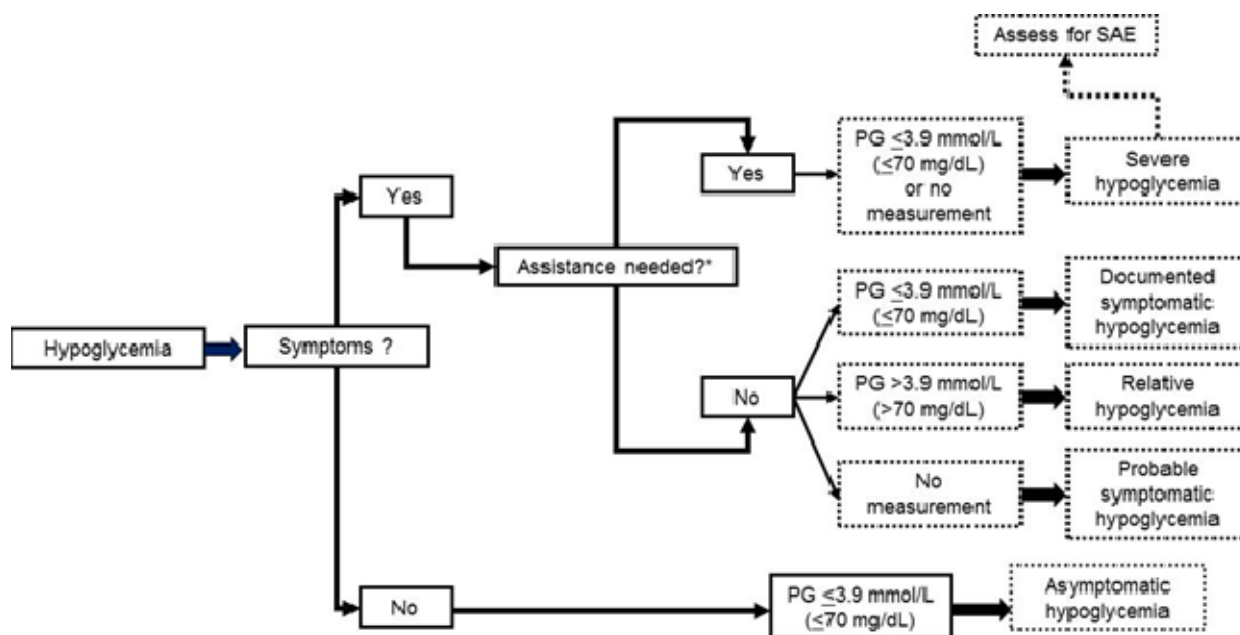 Assess for SAE
Yes
PG ≤3.9 mmol/L
(≤70 mg/dL)
or no
measurement
Severe
hypoglycemia
Yes
Assistance needed?*
PG ≤3.9 mmol/L
(≤70 mg/dL)
Documented
symptomatic
hypoglycemia
Hypoglycemia
Symptoms ?
No
PG >3.9 mmol/L
(>70 mg/dL)
Relative
hypoglycemia
No
measurement
Probable
symptomatic
hypoglycemia
No
PG ≤3.9 mmol/L
(≤70 mg/dL)
Asymptomatic
hypoglycemia